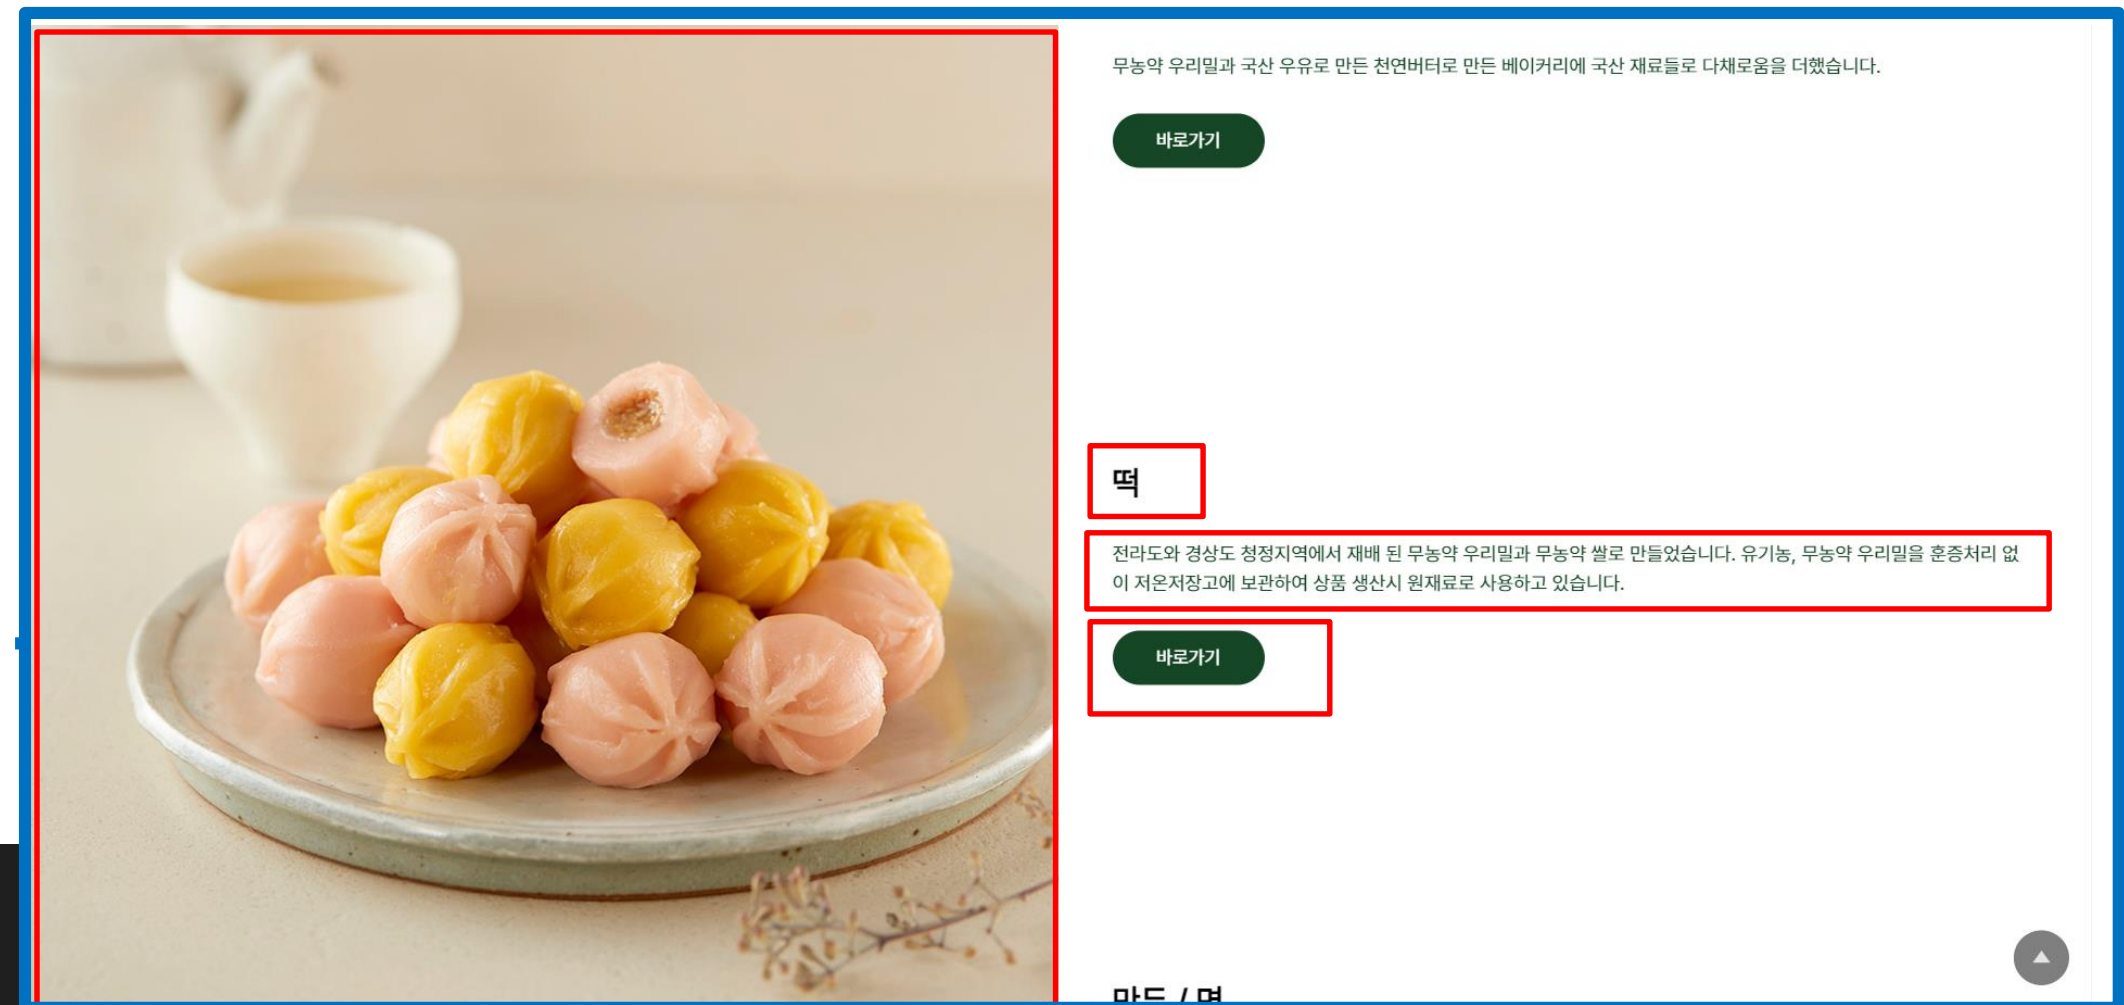 무농약 우리밀과 국산 우유로 만든 천연버터로 만든 베이커리에 국산 재료들로 다채로움을 더했습니다.
바로가기
떡
전라도와 경상도 청정지역에서 재배 된 무농약 우리밀과 무농약 쌀로 만들었습니다. 유기농, 무농약 우리밀을 훈증처리 없
이 저온저장고에 보관하여 상품 생산시 원재료로 사용하고 있습니다.
바로가기
만두 / 면